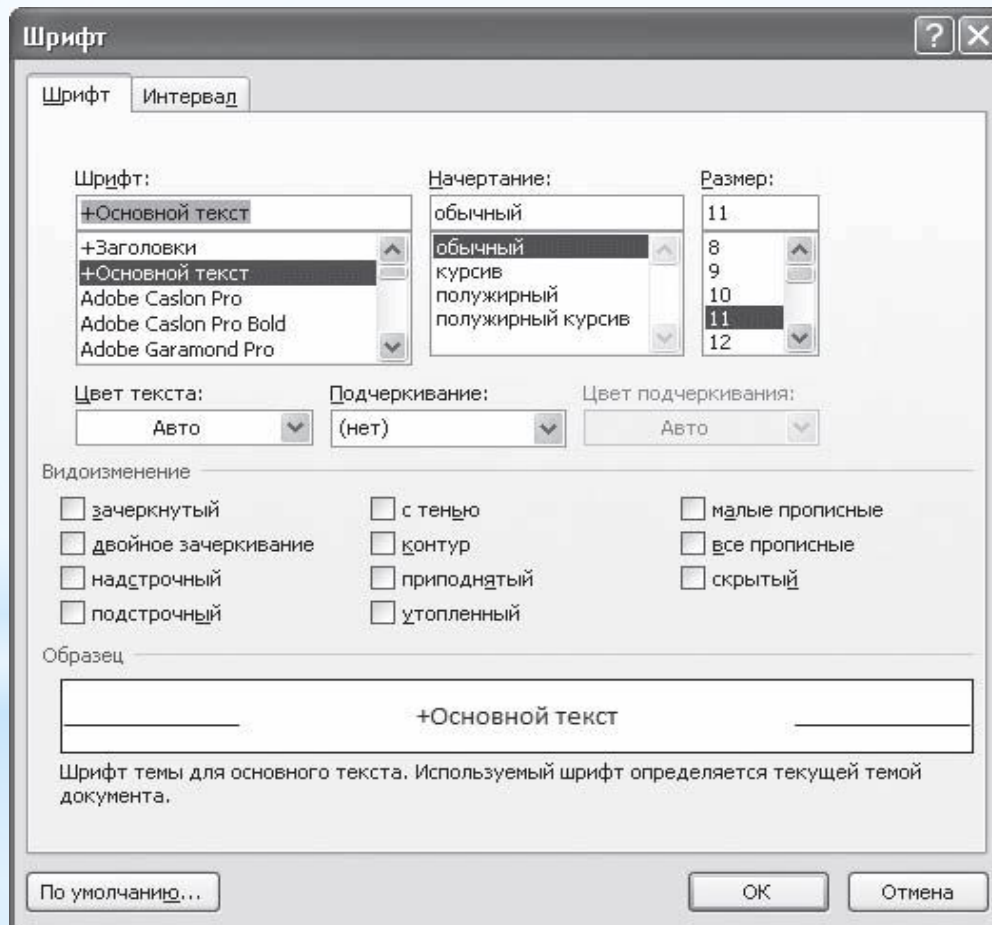 Шрифт
Шрифт Интервал
Шрифт: Начертание: Размер:
+Основной текст обычный 11
+Заголовки обычный 8
+Основной текст курсив 9
Adobe Caslon Pro полужирный 10
Adobe Caslon Pro Bold полужирный курсив 11
Adobe Garamond Pro 12
Цвет текста: Подчеркивание: Цвет подчеркивания:
Авто (нет) Авто
Видоизменение
зачеркнутый с тенью малые прописные
двойное зачеркивание контур все прописные
надстрочный приподнятый скрытый
подстрочный утопленный
Образец
+Основной текст
Шрифт темы для основного текста. Используемый шрифт определяется текущей темой
документа.
По умолчанию... ОК Отмена